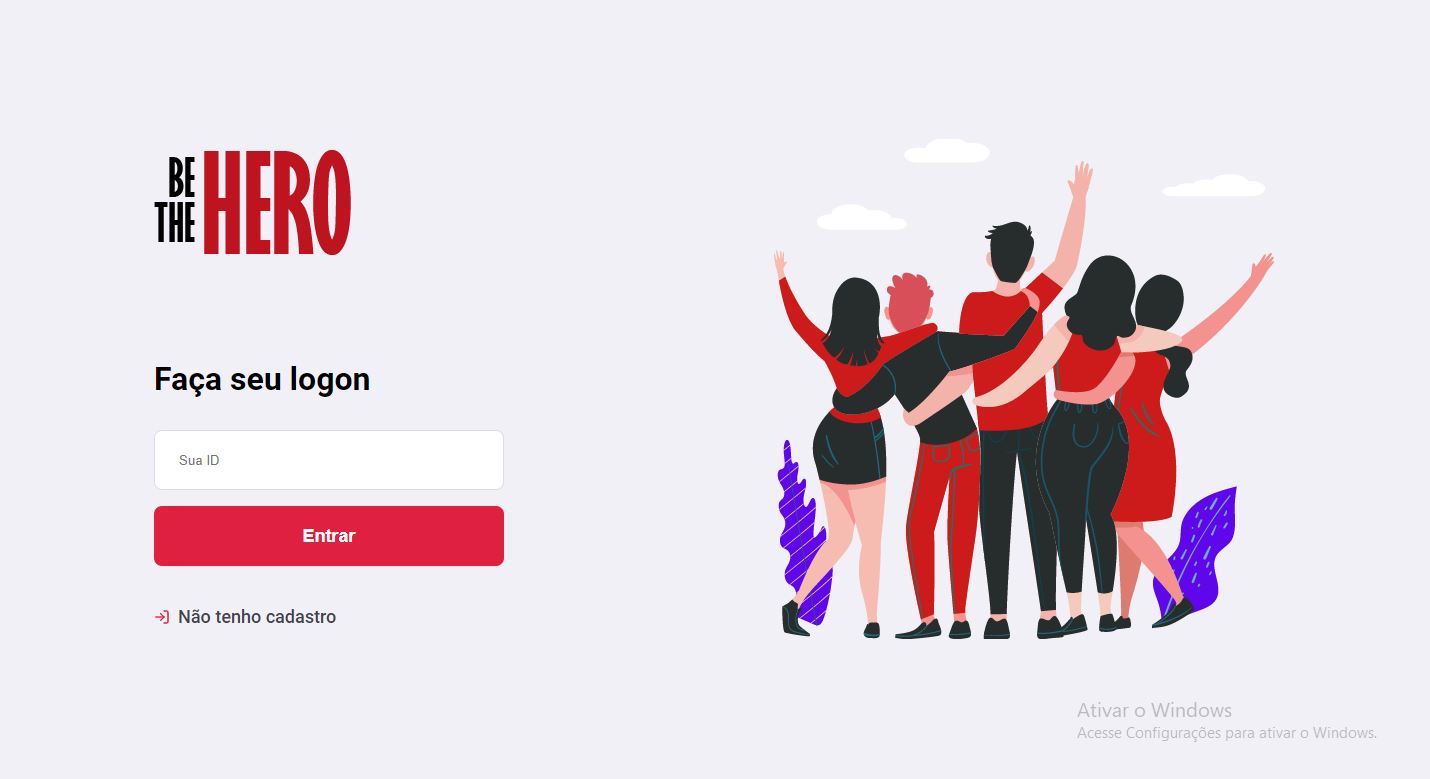 BE
THE
HERO
Faça seu logon
Sua ID
Entrar
Não tenho cadastro
Ativar o Windows
Acesse Configurações para ativar o Windows.